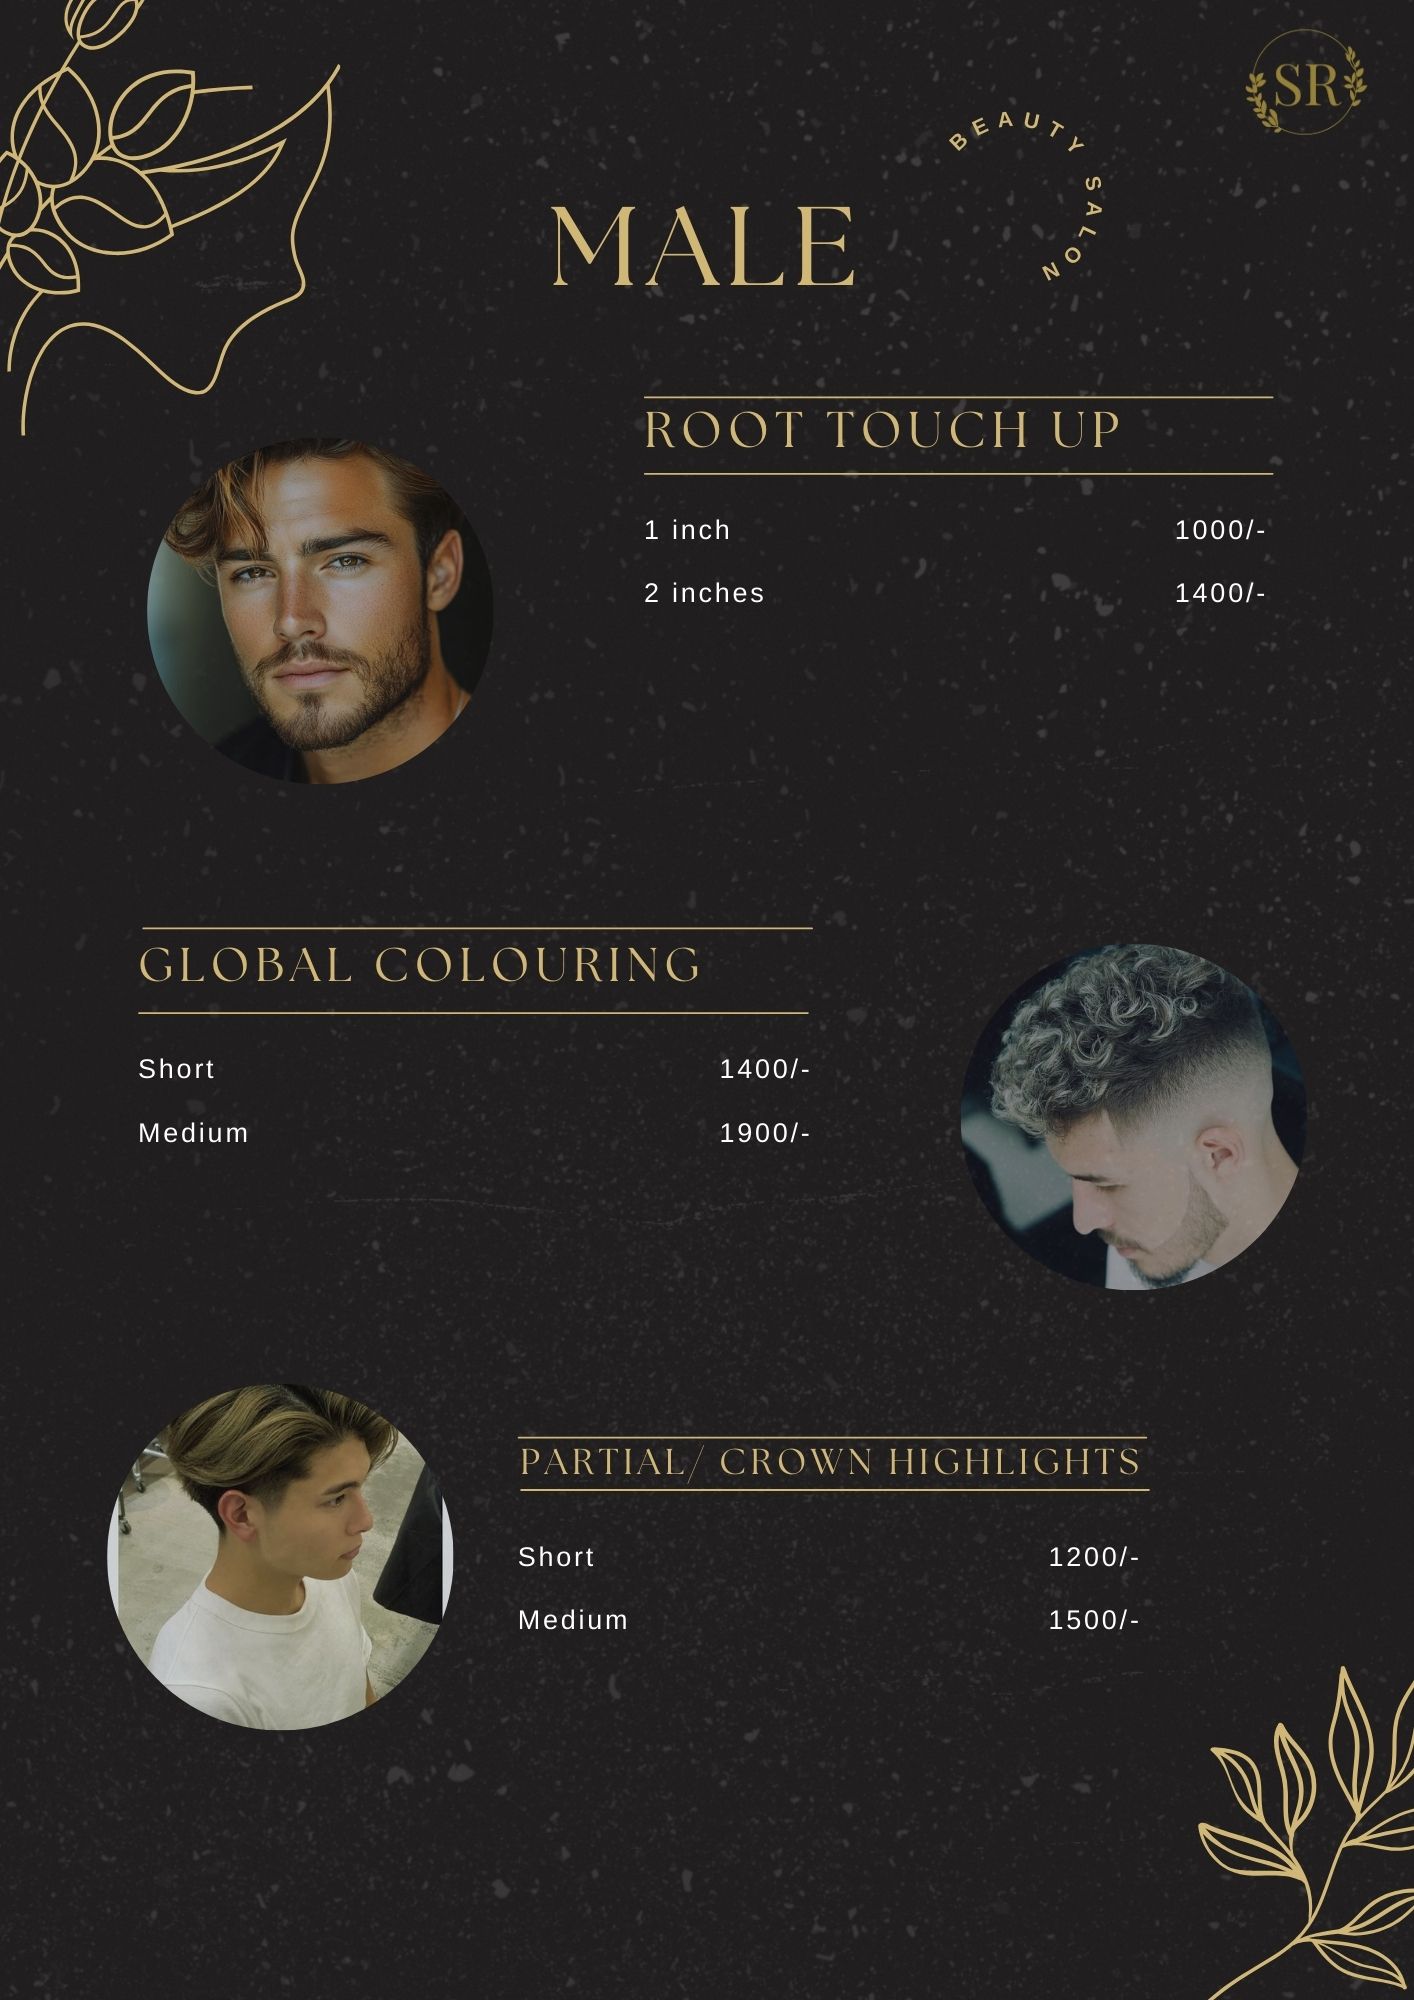 SR
BEAUTY SALON
MALE
ROOT TOUCH UP
1 inch 1000/-
2 inches 1400/-
GLOBAL COLOURING
Short 1400/-
Medium 1900/-
PARTIAL/ CROWN HIGHLIGHTS
Short 1200/-
Medium 1500/-